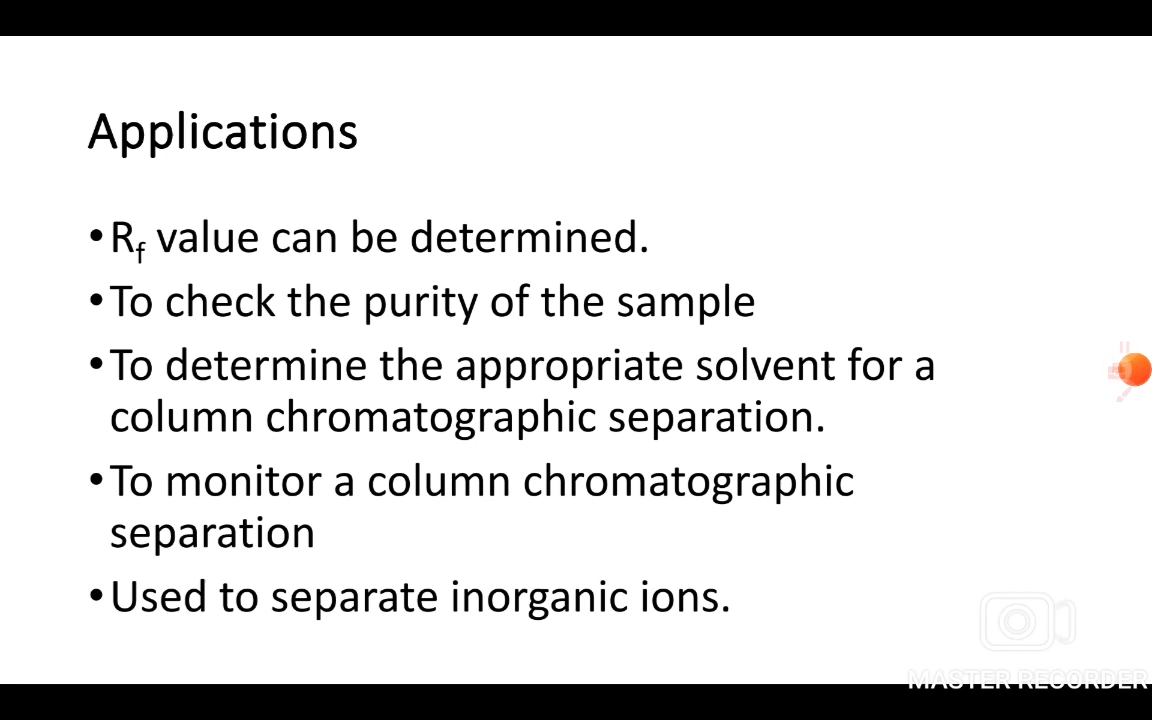 Applications
•Rf value can be determined.
•To check the purity of the sample
•To determine the appropriate solvent for a
column chromatographic separation.
•To monitor a column chromatographic
separation
•Used to separate inorganic ions.
MASTER RECORDER